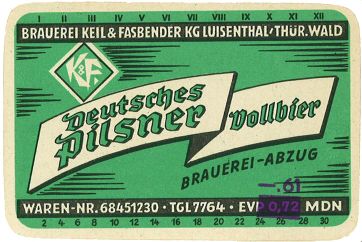 I II III IV V VI VII VIII IX X XI XII
BRAUEREI KEIL & FASBENDER KG LUISENTHAL/THÜR. WALD
K&F
Deutsches
Pilsner
Vollbier
BRAUEREI-ABZUG
-.61
WAREN-NR. 68451230 · TGL 7764 · EVP 0,72 MDN
2 4 6 8 10 12 14 16 18 20 22 24 26 28 30